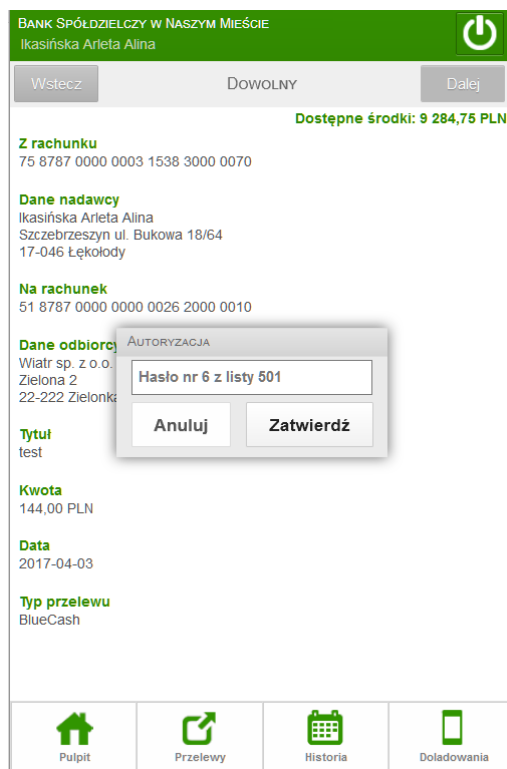 Bank Spółdzielczy w Naszym Mieście
Ikasińska Arleta Alina
Wstecz
Dowolny
Dalej
Dostępne środki: 9 284,75 PLN
Z rachunku
75 8787 0000 0003 1538 3000 0070
Dane nadawcy
Ikasińska Arleta Alina
Szczebrzeszyn ul. Bukowa 18/64
17-046 Łękołody
Na rachunek
51 8787 0000 0000 0026 2000 0010
Dane odbiorcy
Wiatr sp. z o.o.
Zielona 2
22-222 Zielonka
Autoryzacja
Hasło nr 6 z listy 501
Anuluj
Zatwierdź
Tytuł
test
Kwota
144,00 PLN
Data
2017-04-03
Typ przelewu
BlueCash
Pulpit
Przelewy
Historia
Doladowania